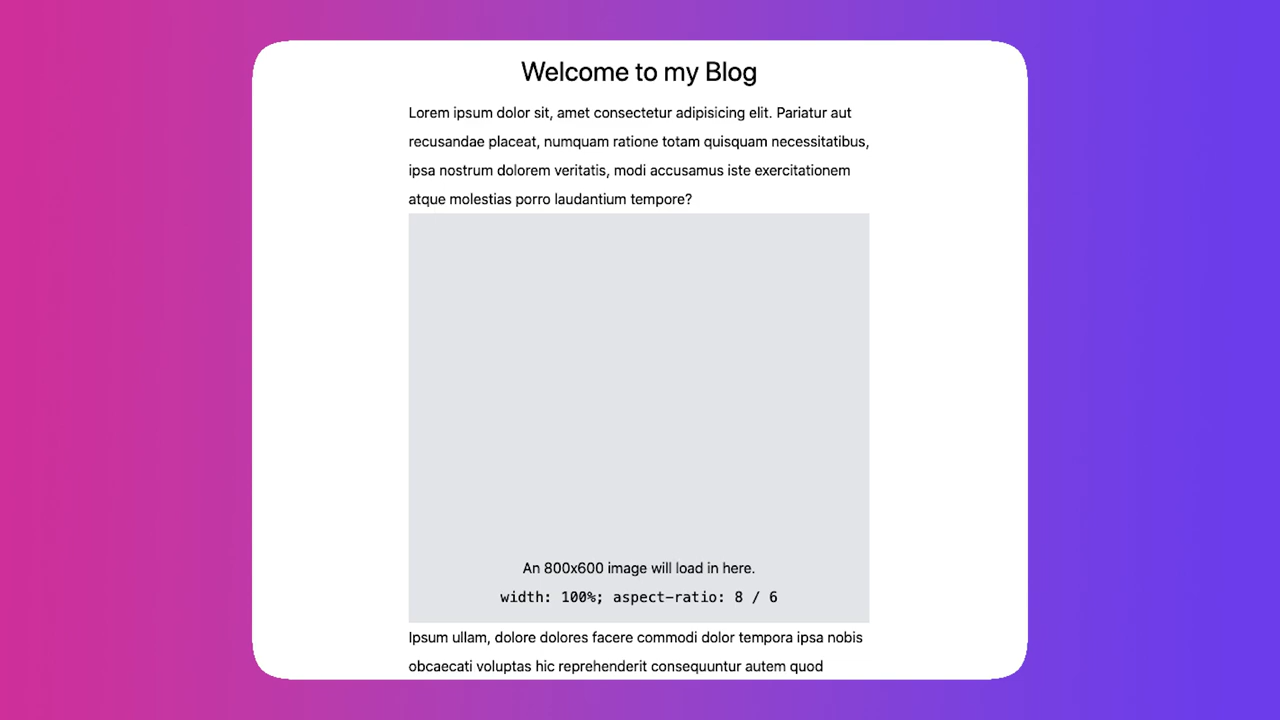 Welcome to my Blog
Lorem ipsum dolor sit, amet consectetur adipisicing elit. Pariatur aut
recusandae placeat, numquam ratione totam quisquam necessitatibus,
ipsa nostrum dolorem veritatis, modi accusamus iste exercitationem
atque molestias porro laudantium tempore?
An 800x600 image will load in here.
width: 100%; aspect-ratio: 8 / 6
Ipsum ullam, dolore dolores facere commodi dolor tempora ipsa nobis
obcaecati voluptas hic reprehenderit consequuntur autem quod